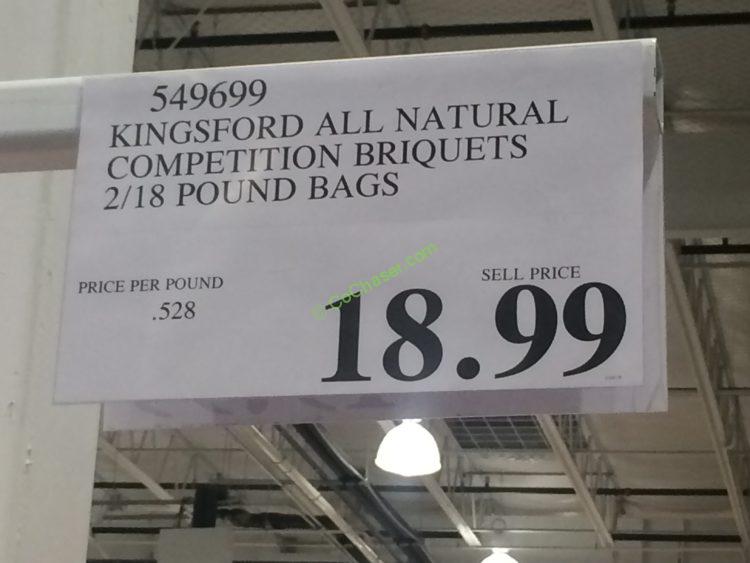 549699
KINGSFORD ALL NATURAL
COMPETITION BRIQUETS
2/18 POUND BAGS
PRICE PER POUND
.528
SELL PRICE
18.99
© CoChaser.com